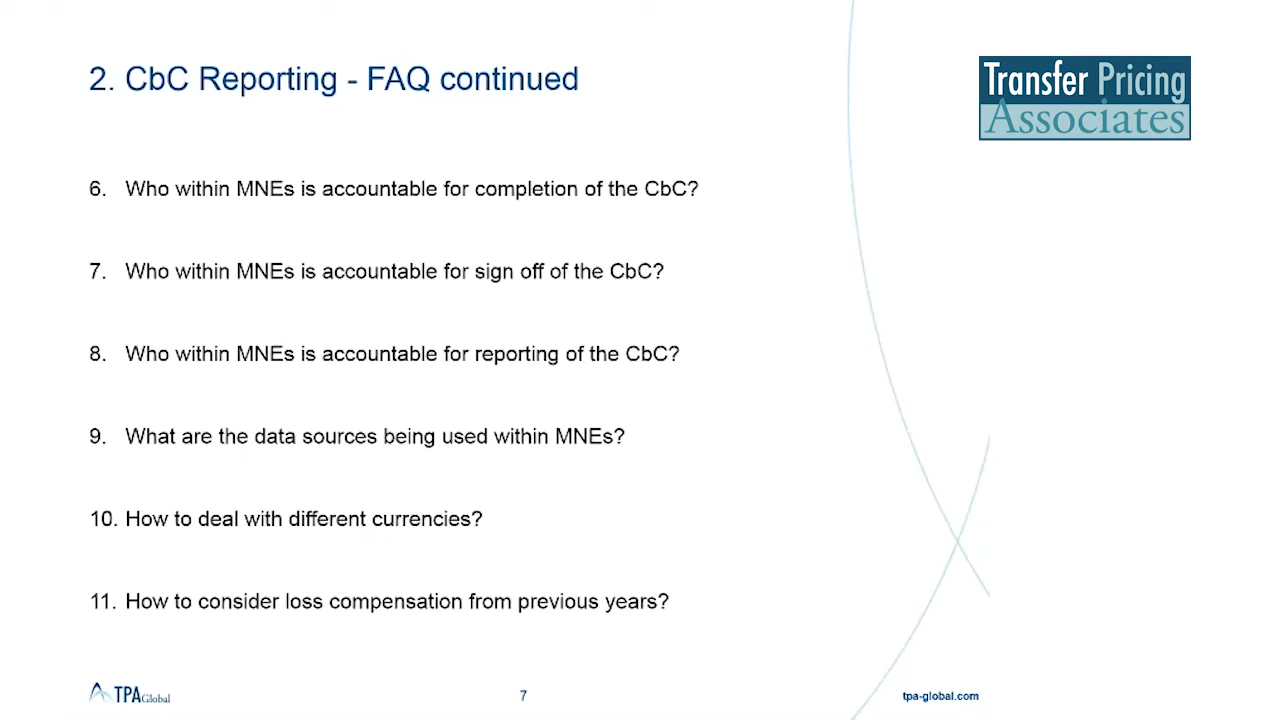 2. CbC Reporting - FAQ continued
Transfer Pricing
Associates
6. Who within MNEs is accountable for completion of the CbC?
7. Who within MNEs is accountable for sign off of the CbC?
8. Who within MNEs is accountable for reporting of the CbC?
9. What are the data sources being used within MNEs?
10. How to deal with different currencies?
11. How to consider loss compensation from previous years?
TPA Global
7
tpa-global.com